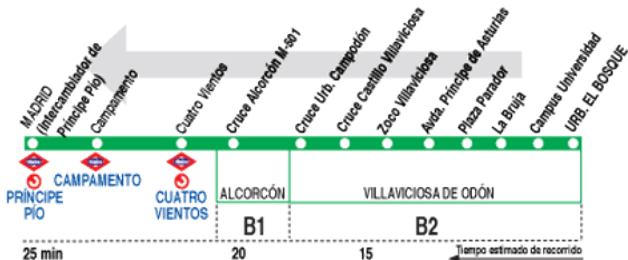 MADRID
(Intercambiador de
Príncipe Pío)
Campamento
Cuatro Vientos
Cruce Alcorcón M-501
Cruce Urb. Campodón
Cruce Castillo Villaviciosa
Zoco Villaviciosa
Avda. Príncipe de Asturias
Plaza Parador
La Bruja
Campus Universidad
URB. EL BOSQUE
PRÍNCIPE
PÍO
CAMPAMENTO
CUATRO
VIENTOS
ALCORCÓN
VILLAVICIOSA DE ODÓN
B1
B2
25 min
20
15
Tiempo estimado de recorrido